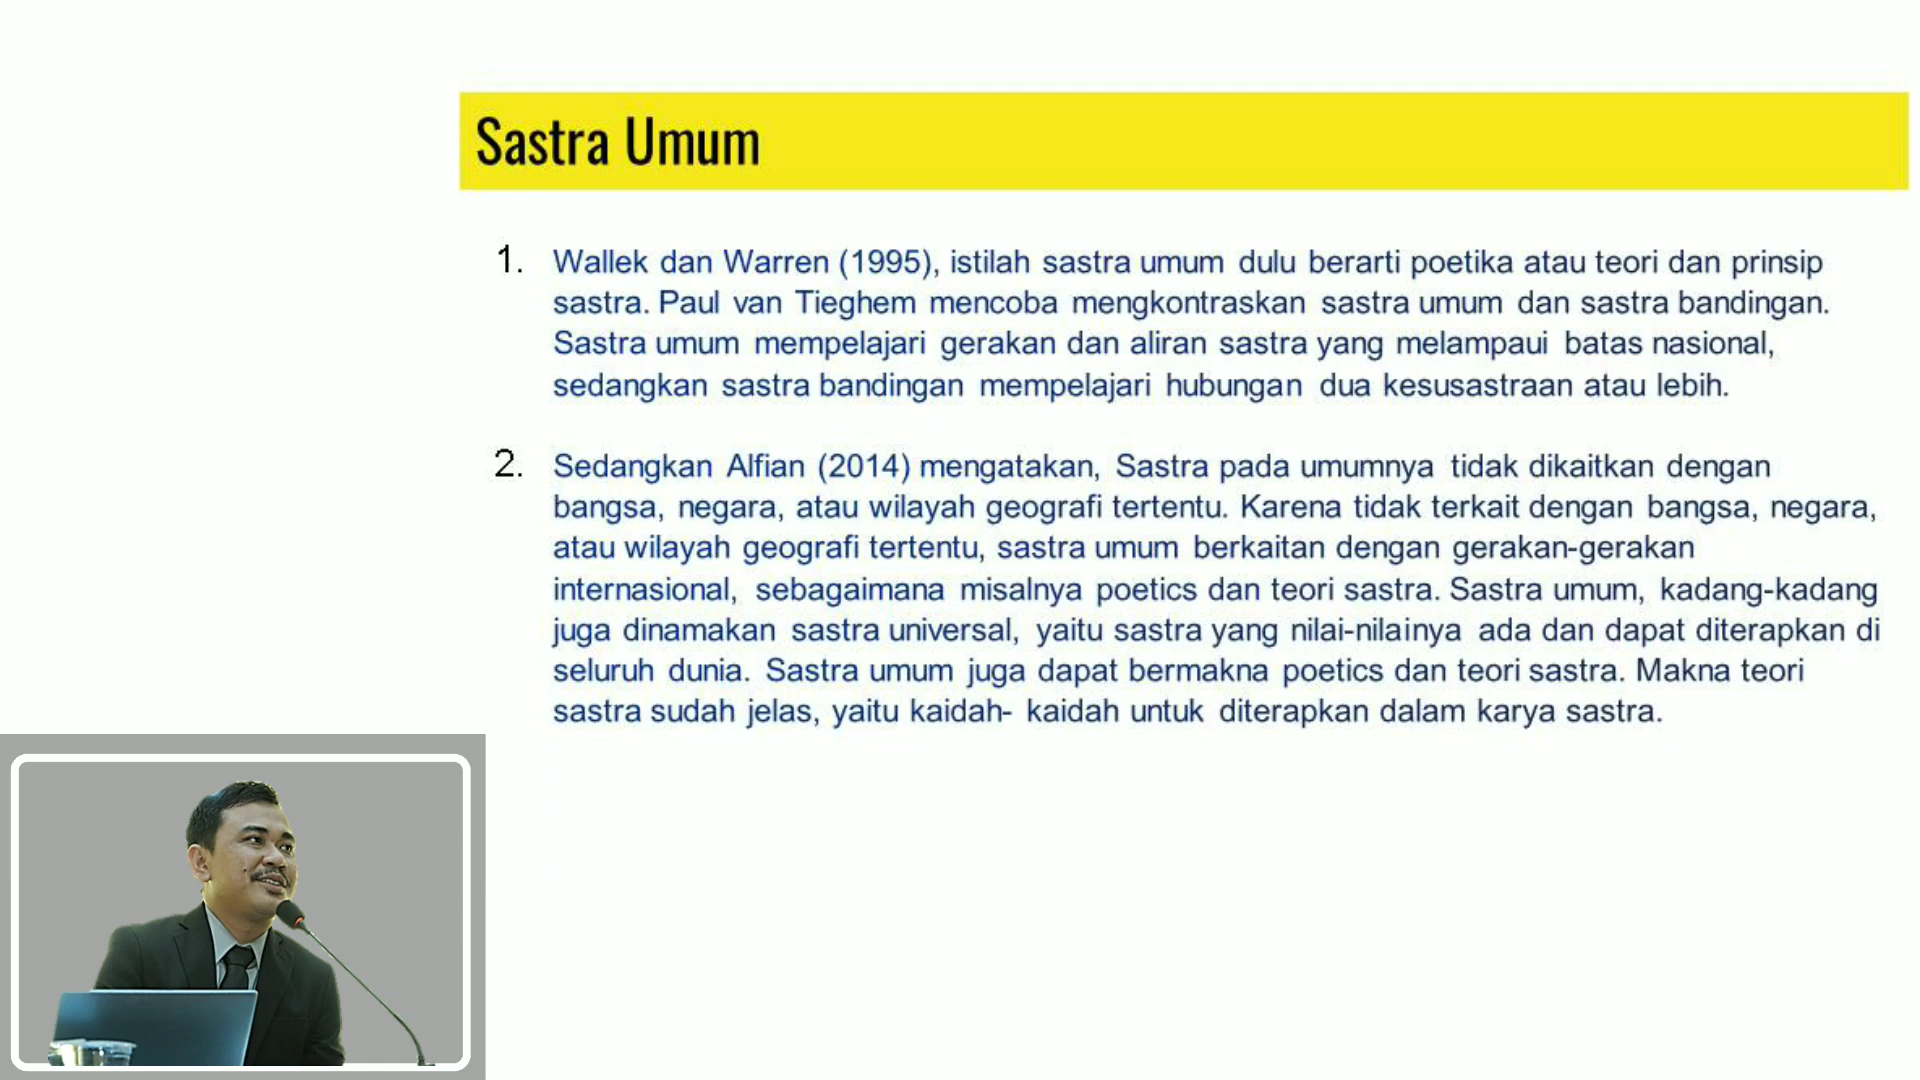 Sastra Umum
1. Wallek dan Warren (1995), istilah sastra umum dulu berarti poetika atau teori dan prinsip
sastra. Paul van Tieghem mencoba mengkontraskan sastra umum dan sastra bandingan.
Sastra umum mempelajari gerakan dan aliran sastra yang melampaui batas nasional,
sedangkan sastra bandingan mempelajari hubungan dua kesusastraan atau lebih.
2. Sedangkan Alfian (2014) mengatakan, Sastra pada umumnya tidak dikaitkan dengan
bangsa, negara, atau wilayah geografi tertentu. Karena tidak terkait dengan bangsa, negara,
atau wilayah geografi tertentu, sastra umum berkaitan dengan gerakan-gerakan
internasional, sebagaimana misalnya poetics dan teori sastra. Sastra umum, kadang-kadang
juga dinamakan sastra universal, yaitu sastra yang nilai-nilainya ada dan dapat diterapkan di
seluruh dunia. Sastra umum juga dapat bermakna poetics dan teori sastra. Makna teori
sastra sudah jelas, yaitu kaidah- kaidah untuk diterapkan dalam karya sastra.